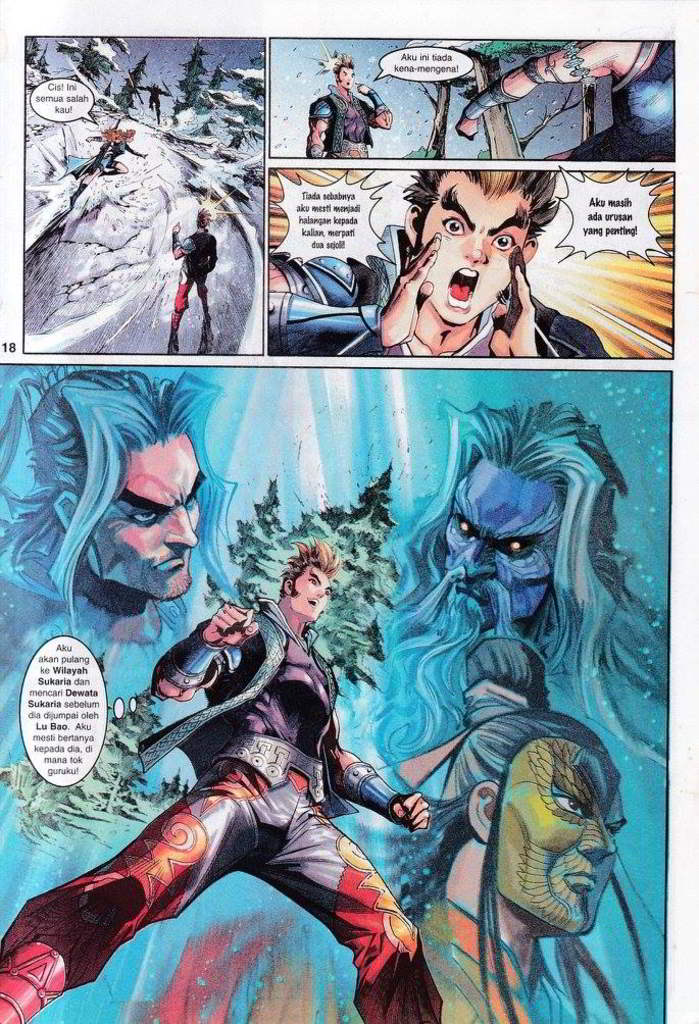 Cis! Ini
semua salah
kau!
Aku ini tiada
kena-mengena!
Tiada sebabnya
aku mesti menjadi
halangan kepada
kalian, merpati
dua sejoli!
Aku masih
ada urusan
yang penting!
18
Aku
akan pulang
ke Wilayah
Sukaria dan
mencari Dewata
Sukaria sebelum
dia dijumpai oleh
Lu Bao. Aku
mesti bertanya
kepada dia, di
mana tok
guruku!